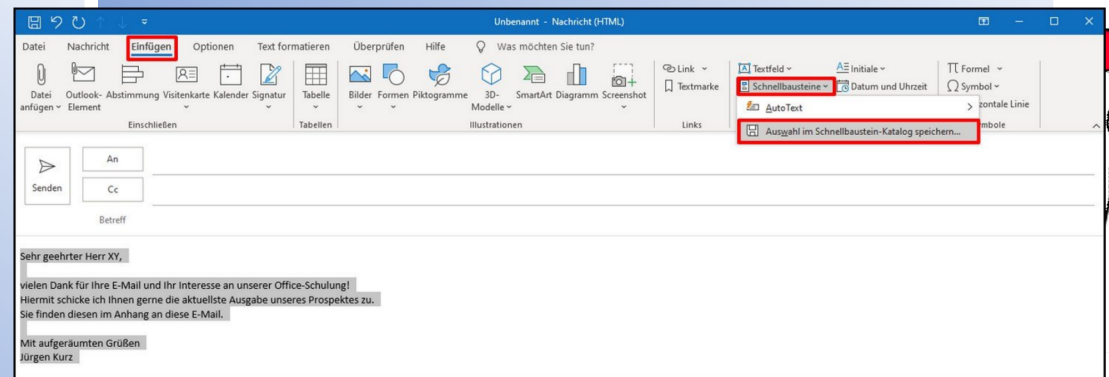 Unbenannt - Nachricht (HTML)
Datei Nachricht Einfügen Optionen Text formatieren Überprüfen Hilfe Was möchten Sie tun?
Datei anfügen
Outlook-Element
Abstimmung
Visitenkarte
Kalender
Signatur
Tabelle
Bilder
Formen
Piktogramme
3D-Modelle
SmartArt
Diagramm
Screenshot
Link
Textmarke
Textfeld
Schnellbausteine
Initiale
Datum und Uhrzeit
Formel
Symbol
zontale Linie
AutoText
Auswahl im Schnellbaustein-Katalog speichern...
Einschließen Tabellen Illustrationen Links mbole
Senden
An
Cc
Betreff
Sehr geehrter Herr XY,
vielen Dank für Ihre E-Mail und Ihr Interesse an unserer Office-Schulung!
Hiermit schicke ich Ihnen gerne die aktuellste Ausgabe unseres Prospektes zu.
Sie finden diesen im Anhang an diese E-Mail.
Mit aufgeräumten Grüßen
Jürgen Kurz